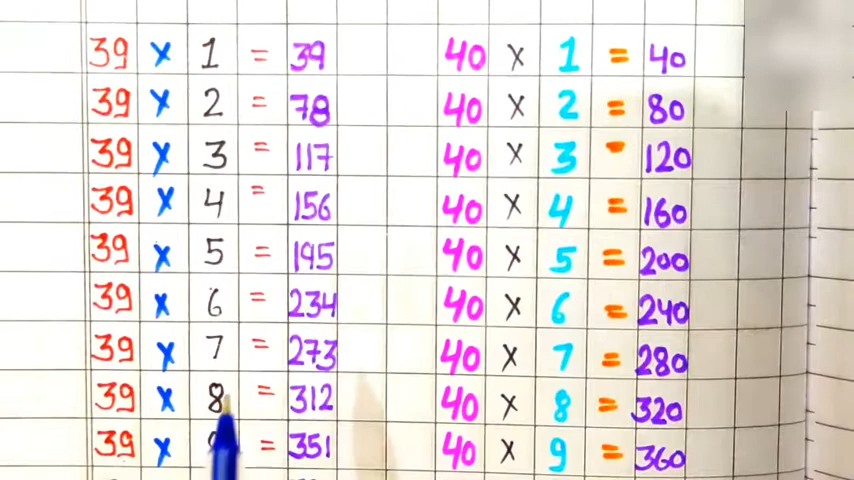 39 × 1 = 39 40 × 1 = 40
39 × 2 = 78 40 × 2 = 80
39 × 3 = 117 40 × 3 - 120
39 × 4 = 156 40 × 4 = 160
39 × 5 = 195 40 × 5 = 200
39 × 6 = 234 40 × 6 = 240
39 × 7 = 273 40 × 7 = 280
39 × 8 = 312 40 × 8 = 320
39 × 9 = 351 40 × 9 = 360